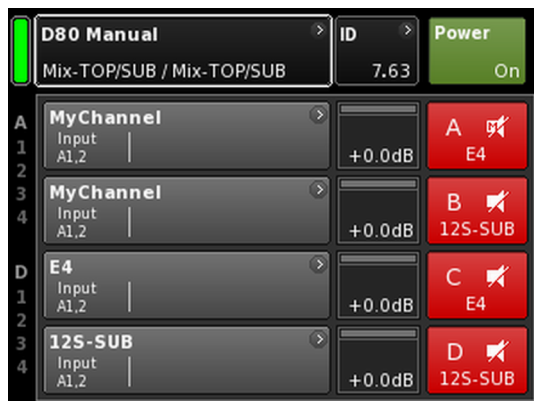 D80 Manual
Mix-TOP/SUB / Mix-TOP/SUB
ID
7.63
Power
On
A
1
2
3
4
D
1
2
3
4
MyChannel
Input
A1,2
+0.0dB
A
E4
MyChannel
Input
A1,2
+0.0dB
B
12S-SUB
E4
Input
A1,2
+0.0dB
C
E4
12S-SUB
Input
A1,2
+0.0dB
D
12S-SUB